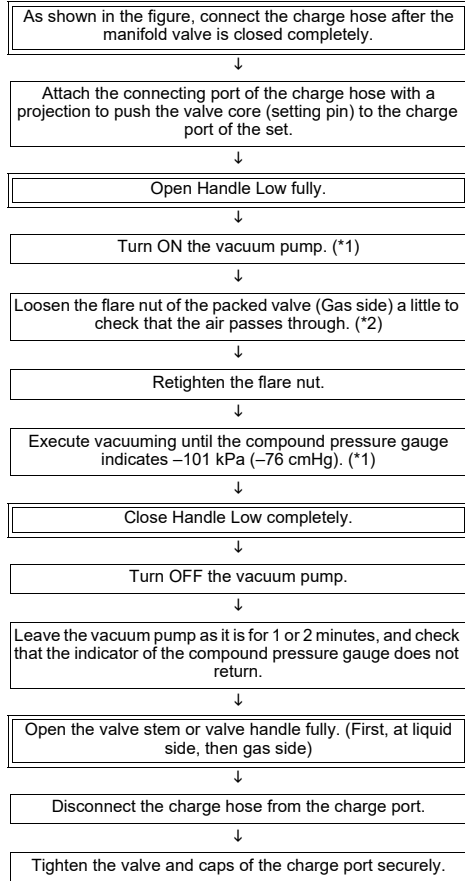 As shown in the figure, connect the charge hose after the
manifold valve is closed completely.
↓
Attach the connecting port of the charge hose with a
projection to push the valve core (setting pin) to the charge
port of the set.
↓
Open Handle Low fully.
↓
Turn ON the vacuum pump. (*1)
↓
Loosen the flare nut of the packed valve (Gas side) a little to
check that the air passes through. (*2)
↓
Retighten the flare nut.
↓
Execute vacuuming until the compound pressure gauge
indicates –101 kPa (–76 cmHg). (*1)
↓
Close Handle Low completely.
↓
Turn OFF the vacuum pump.
↓
Leave the vacuum pump as it is for 1 or 2 minutes, and check
that the indicator of the compound pressure gauge does not
return.
↓
Open the valve stem or valve handle fully. (First, at liquid
side, then gas side)
↓
Disconnect the charge hose from the charge port.
↓
Tighten the valve and caps of the charge port securely.